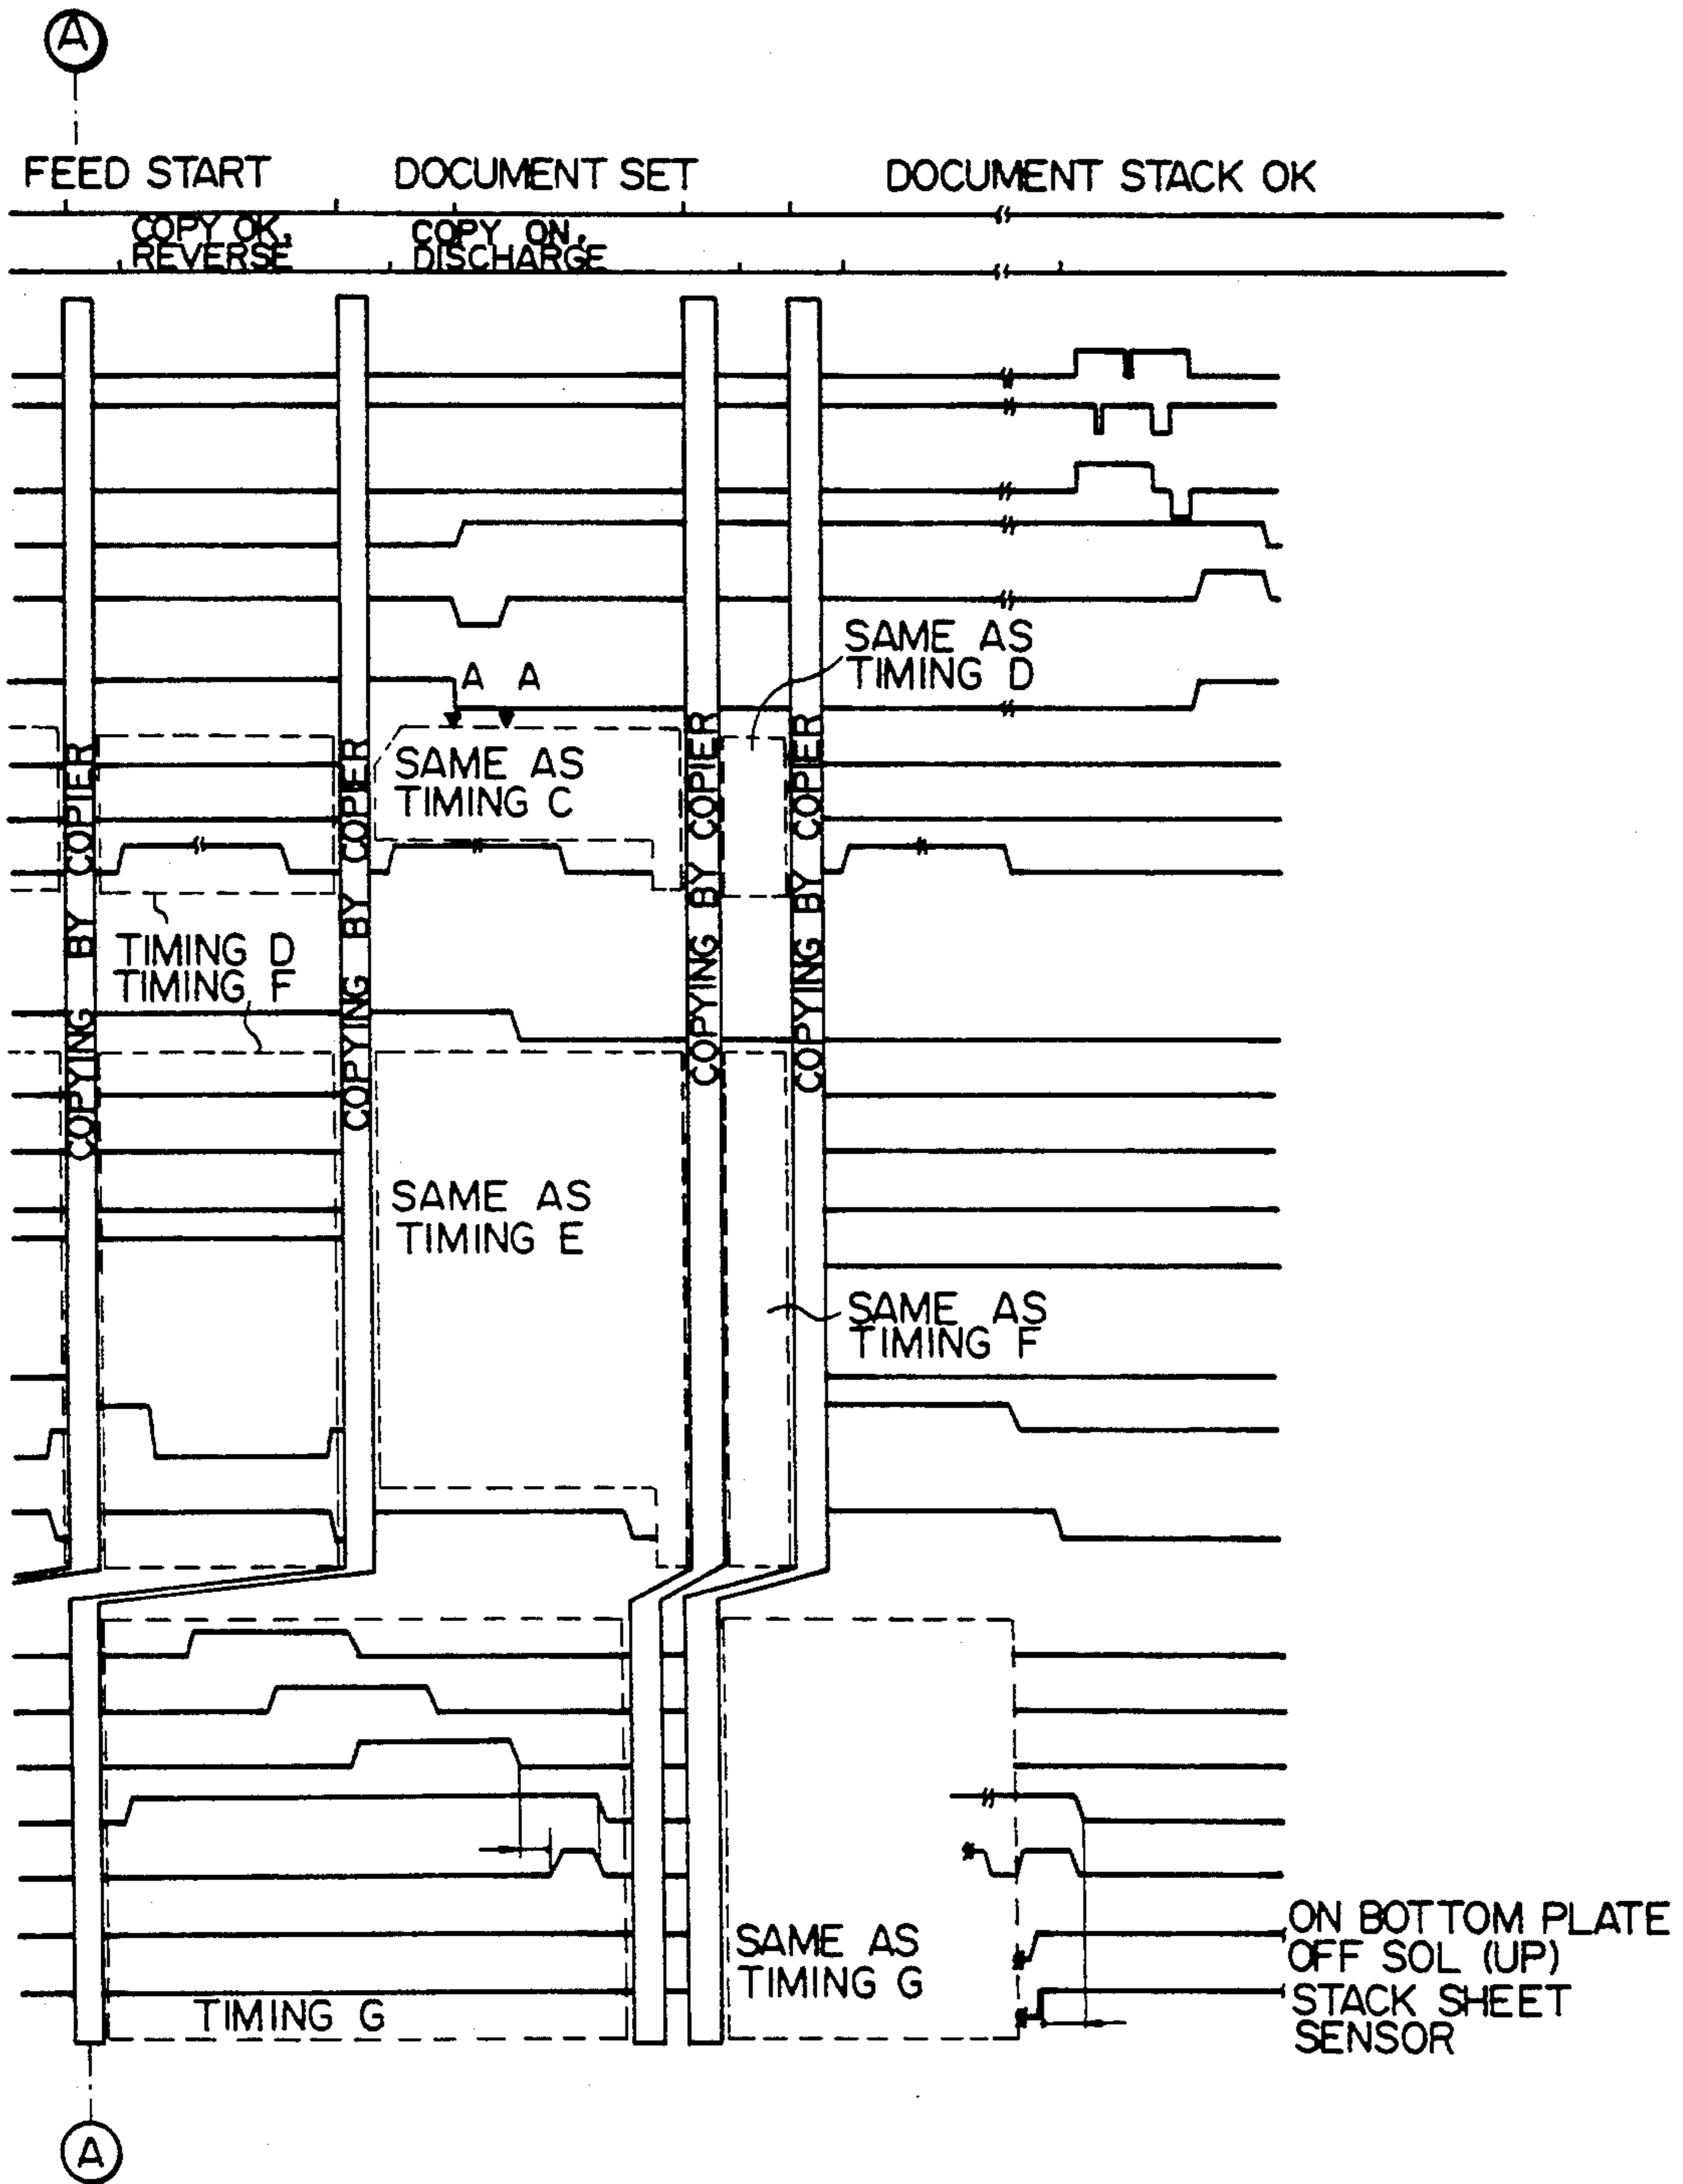 A
FEED START
DOCUMENT SET
DOCUMENT STACK OK
COPY OK,
REVERSE
COPY ON,
DISCHARGE
SAME AS
TIMING D
A A
SAME AS
TIMING C
COPYING BY COPIER
COPYING BY COPIER
COPYING BY COPIER
COPYING BY COPIER
TIMING D
TIMING F
SAME AS
TIMING E
SAME AS
TIMING F
SAME AS
TIMING G
TIMING G
ON BOTTOM PLATE
OFF SOL (UP)
STACK SHEET
SENSOR
A